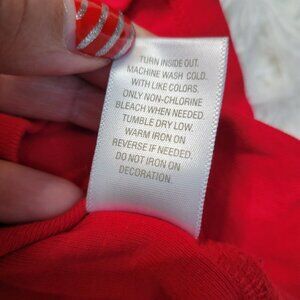 TURN INSIDE OUT.
MACHINE WASH COLD.
WITH LIKE COLORS.
ONLY NON-CHLORINE
BLEACH WHEN NEEDED.
TUMBLE DRY LOW.
WARM IRON ON
REVERSE IF NEEDED.
DO NOT IRON ON
DECORATION.